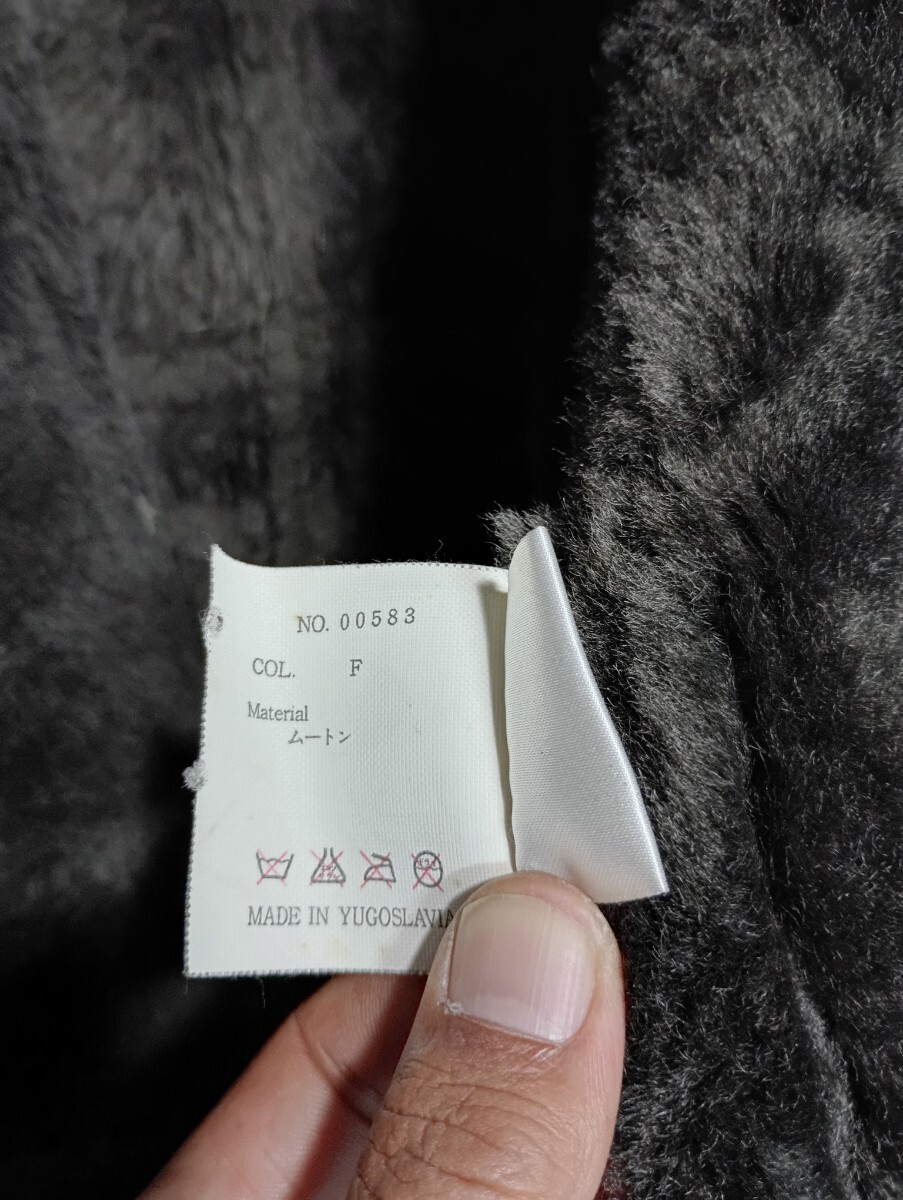 NO. 00583
COL. F
Material
ムートン
MADE IN YUGOSLAVIA